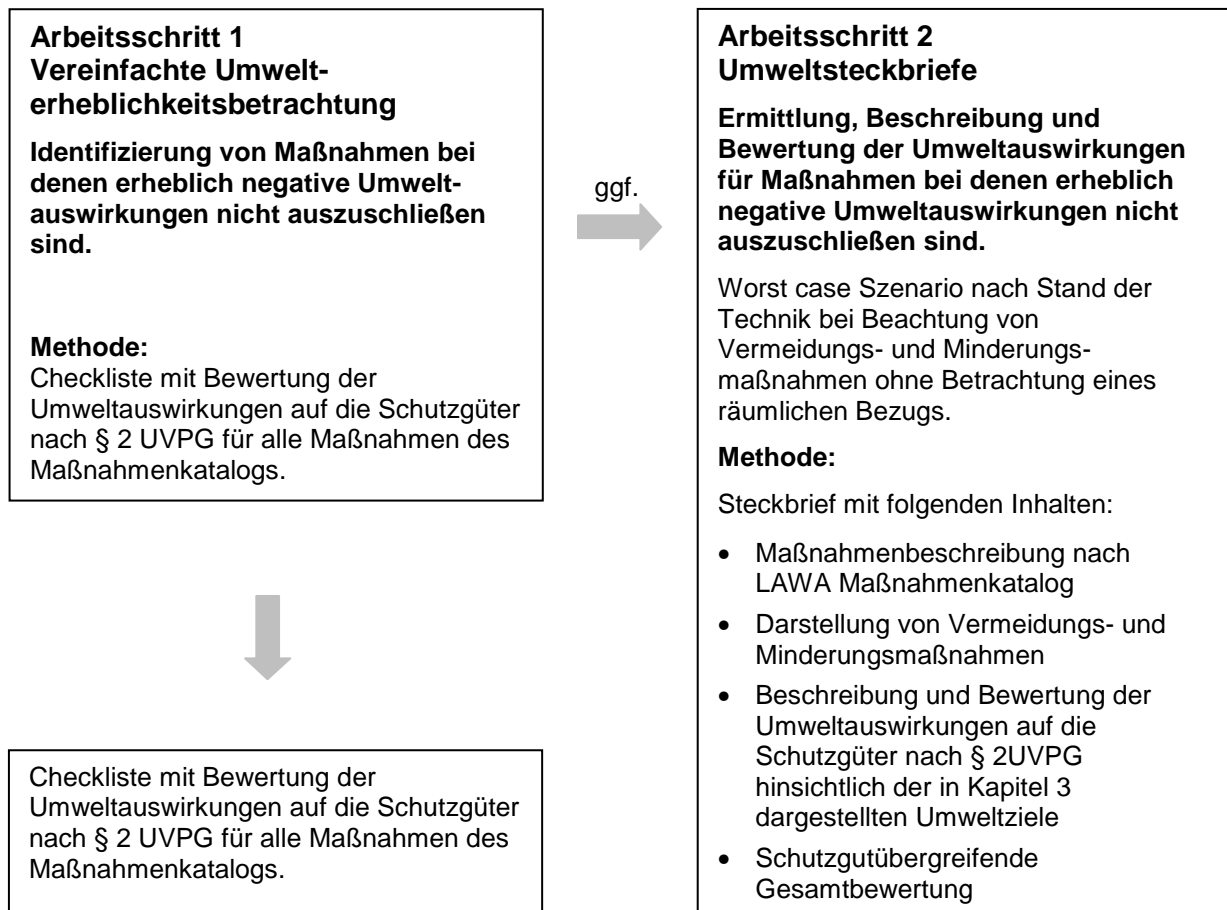 Arbeitsschritt 1
Vereinfachte Umwelt-
erheblichkeitsbetrachtung
Identifizierung von Maßnahmen bei
denen erheblich negative Umwelt-
auswirkungen nicht auszuschließen
sind.
Methode:
Checkliste mit Bewertung der
Umweltauswirkungen auf die Schutzgüter
nach § 2 UVPG für alle Maßnahmen des
Maßnahmenkatalogs.
ggf.
Arbeitsschritt 2
Umweltsteckbriefe
Ermittlung, Beschreibung und
Bewertung der Umweltauswirkungen
für Maßnahmen bei denen erheblich
negative Umweltauswirkungen nicht
auszuschließen sind.
Worst case Szenario nach Stand der
Technik bei Beachtung von
Vermeidungs- und Minderungs-
maßnahmen ohne Betrachtung eines
räumlichen Bezugs.
Methode:
Steckbrief mit folgenden Inhalten:
• Maßnahmenbeschreibung nach
LAWA Maßnahmenkatalog
• Darstellung von Vermeidungs- und
Minderungsmaßnahmen
• Beschreibung und Bewertung der
Umweltauswirkungen auf die
Schutzgüter nach § 2UVPG
hinsichtlich der in Kapitel 3
dargestellten Umweltziele
• Schutzgutübergreifende
Gesamtbewertung
Checkliste mit Bewertung der
Umweltauswirkungen auf die Schutzgüter
nach § 2 UVPG für alle Maßnahmen des
Maßnahmenkatalogs.